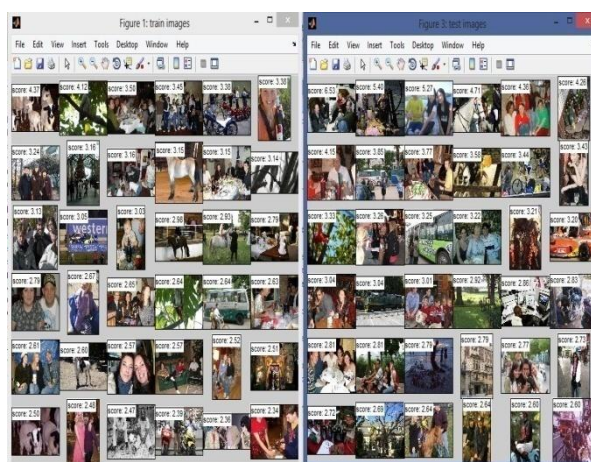 Figure 1: train images
File Edit View Insert Tools Desktop Window Help
score: 4.37 score: 4.12 score: 3.50 score: 3.45 score: 3.38 score: 3.38
score: 3.24 score: 3.16 score: 3.16 score: 3.15 score: 3.15 score: 3.14
score: 3.13 score: 3.05 score: 3.03 score: 2.98 score: 2.93 score: 2.79
western
score: 2.79 score: 2.67 score: 2.65 score: 2.64 score: 2.64 score: 2.63
score: 2.61 score: 2.60 score: 2.57 score: 2.57 score: 2.52 score: 2.51
score: 2.50 score: 2.48 score: 2.47 score: 2.39 score: 2.36 score: 2.34
Figure 3: test images
File Edit View Insert Tools Desktop Window Help
score: 6.53 score: 5.40 score: 5.27 score: 4.71 score: 4.36 score: 4.26
score: 4.15 score: 3.85 score: 3.77 score: 3.58 score: 3.44 score: 3.43
score: 3.33 score: 3.26 score: 3.25 score: 3.22 score: 3.21 score: 3.20
score: 3.04 score: 3.04 score: 3.01 score: 2.92 score: 2.86 score: 2.83
score: 2.81 score: 2.81 score: 2.79 score: 2.79 score: 2.77 score: 2.73
score: 2.72 score: 2.69 score: 2.64 score: 2.64 score: 2.60 score: 2.60